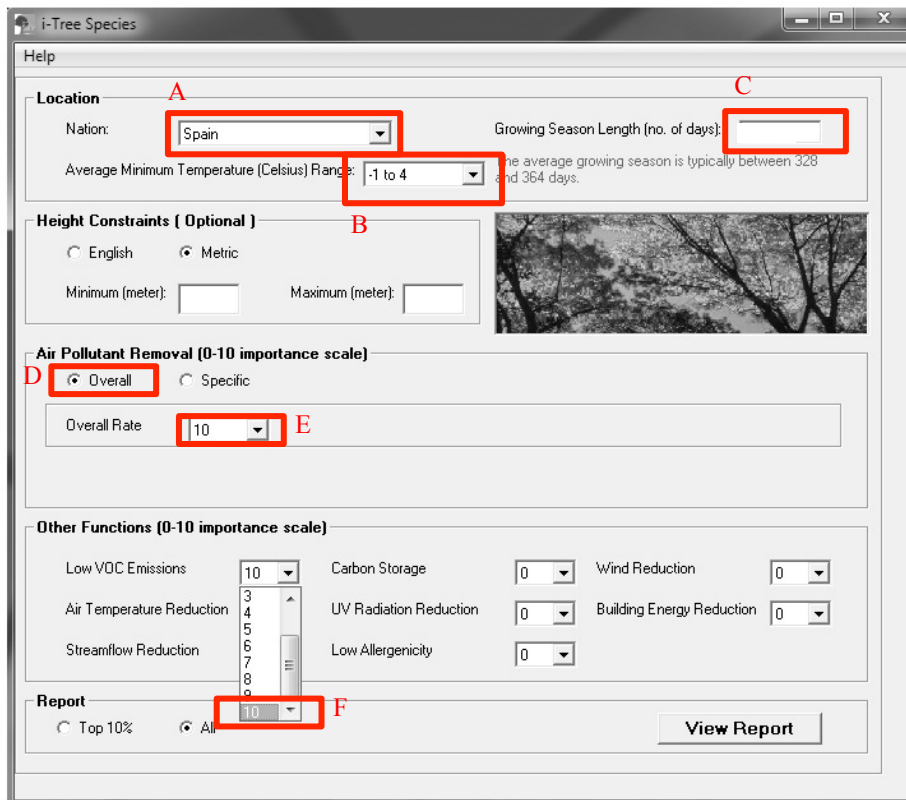 i-Tree Species
Help
Location
A
C
Nation:
Spain
Growing Season Length (no. of days):
Average Minimum Temperature (Celsius) Range:
-1 to 4
The average growing season is typically between 328
and 364 days.
B
Height Constraints ( Optional )
English
Metric
Minimum (meter):
Maximum (meter):
Air Pollutant Removal (0-10 importance scale)
D
Overall
Specific
Overall Rate
10
E
Other Functions (0-10 importance scale)
Low VOC Emissions
10
Carbon Storage
0
Wind Reduction
0
3
Air Temperature Reduction
4
UV Radiation Reduction
0
Building Energy Reduction
0
5
Streamflow Reduction
6
Low Allergenicity
0
7
8
9
10
F
Report
Top 10%
All
View Report